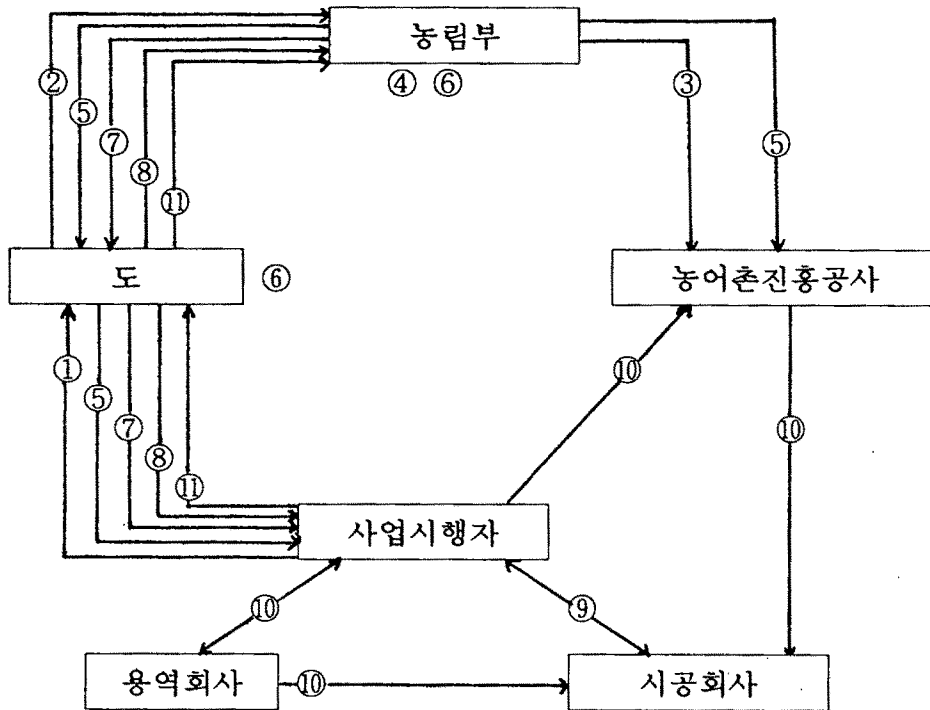 농림부
④ ⑥
② ⑤ ⑦ ⑧ ⑪
③ ⑤
도
⑥
농어촌진흥공사
① ⑤ ⑦ ⑧ ⑪
⑩
⑩
사업시행자
⑩
⑨
용역회사
⑩
시공회사